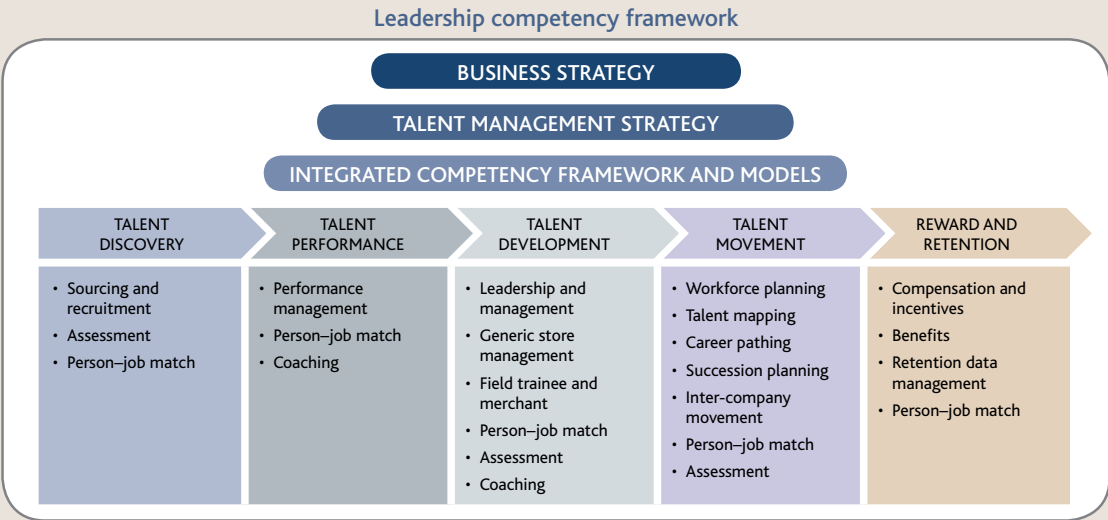 Leadership competency framework
BUSINESS STRATEGY
TALENT MANAGEMENT STRATEGY
INTEGRATED COMPETENCY FRAMEWORK AND MODELS
TALENT
DISCOVERY
• Sourcing and
recruitment
• Assessment
• Person–job match
TALENT
PERFORMANCE
• Performance
management
• Person–job match
• Coaching
TALENT
DEVELOPMENT
• Leadership and
management
• Generic store
management
• Field trainee and
merchant
• Person–job match
• Assessment
• Coaching
TALENT
MOVEMENT
• Workforce planning
• Talent mapping
• Career pathing
• Succession planning
• Inter-company
movement
• Person–job match
• Assessment
REWARD AND
RETENTION
• Compensation and
incentives
• Benefits
• Retention data
management
• Person–job match